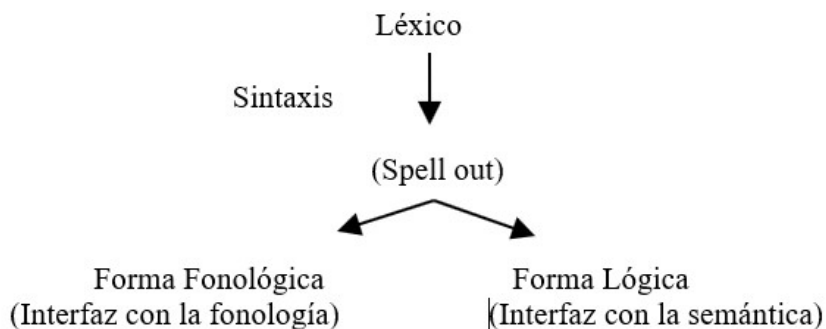 Léxico
Sintaxis
(Spell out)
Forma Fonológica
Forma Lógica
(Interfaz con la fonología)
(Interfaz con la semántica)